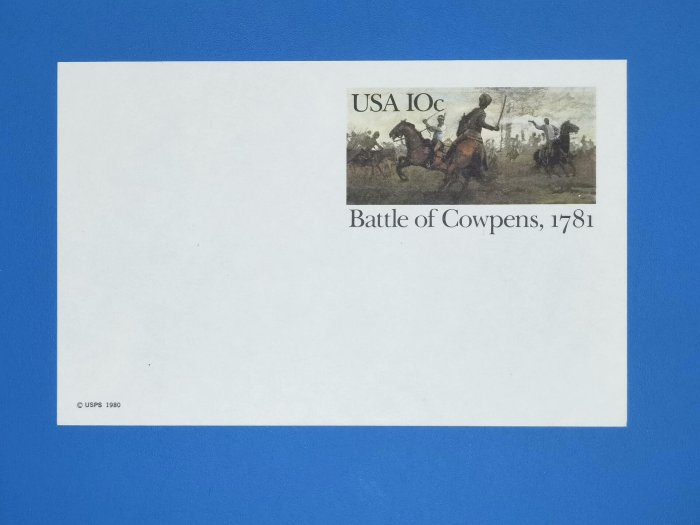 USA 10c
Battle of Cowpens, 1781
© USPS 1980